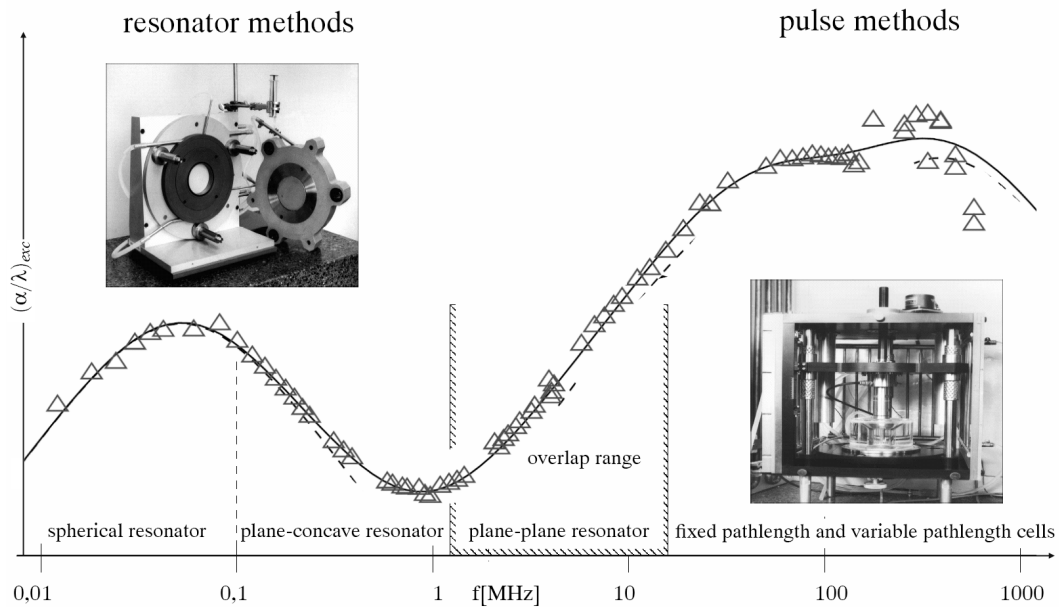 resonator methods
pulse methods
(α/λ)exc
overlap range
spherical resonator
plane-concave resonator
plane-plane resonator
fixed pathlength and variable pathlength cells
0,01
0,1
1
f[MHz]
10
100
1000